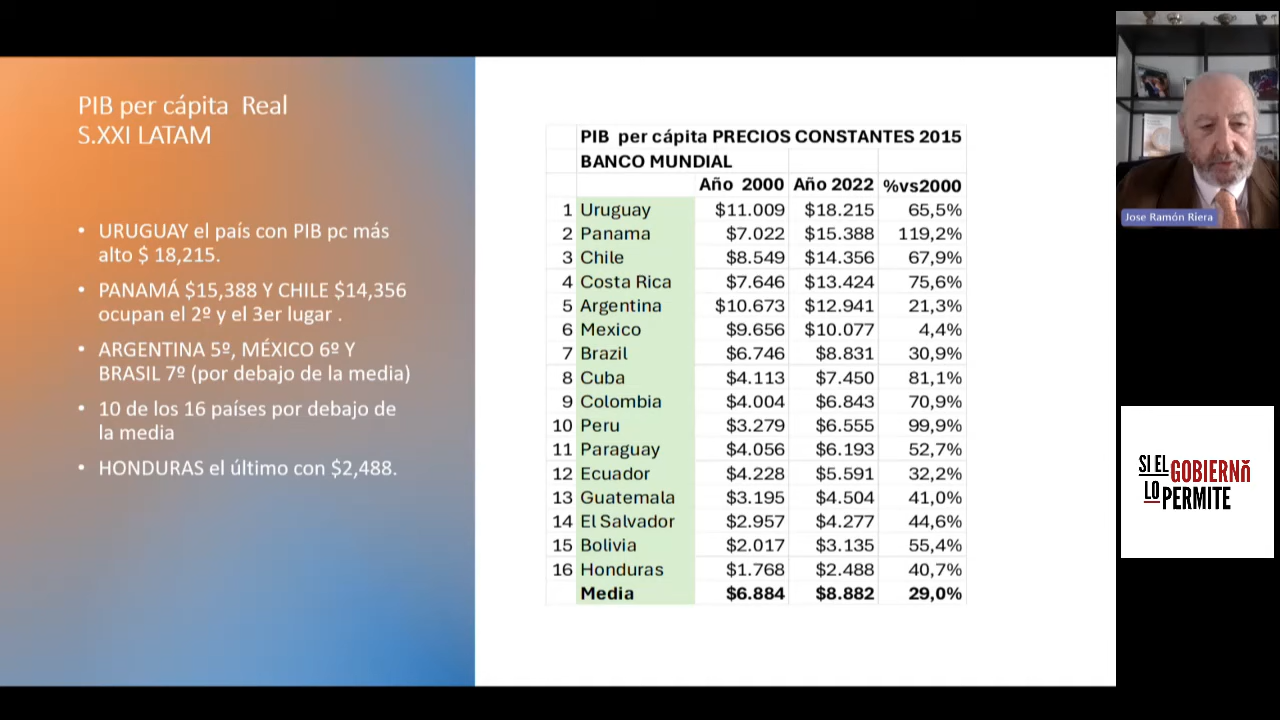 PIB per cápita Real
S.XXI LATAM
• URUGUAY el país con PIB pc más
alto $ 18,215.
• PANAMÁ $15,388 Y CHILE $14,356
ocupan el 2º y el 3er lugar .
• ARGENTINA 5º, MÉXICO 6º Y
BRASIL 7º (por debajo de la media)
• 10 de los 16 países por debajo de
la media
• HONDURAS el último con $2,488.
PIB per cápita PRECIOS CONSTANTES 2015
BANCO MUNDIAL
Año 2000 Año 2022 %vs2000
1 Uruguay $11.009 $18.215 65,5%
2 Panama $7.022 $15.388 119,2%
3 Chile $8.549 $14.356 67,9%
4 Costa Rica $7.646 $13.424 75,6%
5 Argentina $10.673 $12.941 21,3%
6 Mexico $9.656 $10.077 4,4%
7 Brazil $6.746 $8.831 30,9%
8 Cuba $4.113 $7.450 81,1%
9 Colombia $4.004 $6.843 70,9%
10 Peru $3.279 $6.555 99,9%
11 Paraguay $4.056 $6.193 52,7%
12 Ecuador $4.228 $5.591 32,2%
13 Guatemala $3.195 $4.504 41,0%
14 El Salvador $2.957 $4.277 44,6%
15 Bolivia $2.017 $3.135 55,4%
16 Honduras $1.768 $2.488 40,7%
Media $6.884 $8.882 29,0%
Jose Ramón Riera
SI EL GOBIERNO
LO PERMITE